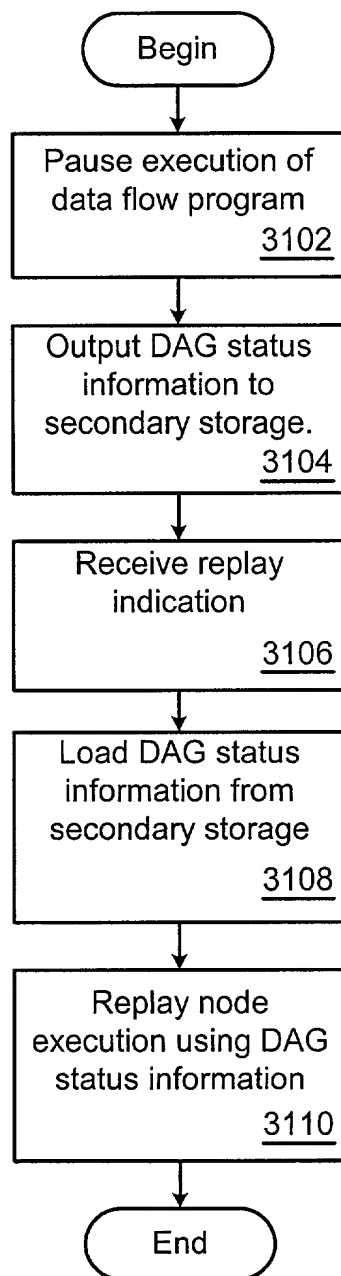 Begin
Pause execution of
data flow program
3102
Output DAG status
information to
secondary storage.
3104
Receive replay
indication
3106
Load DAG status
information from
secondary storage
3108
Replay node
execution using DAG
status information
3110
End